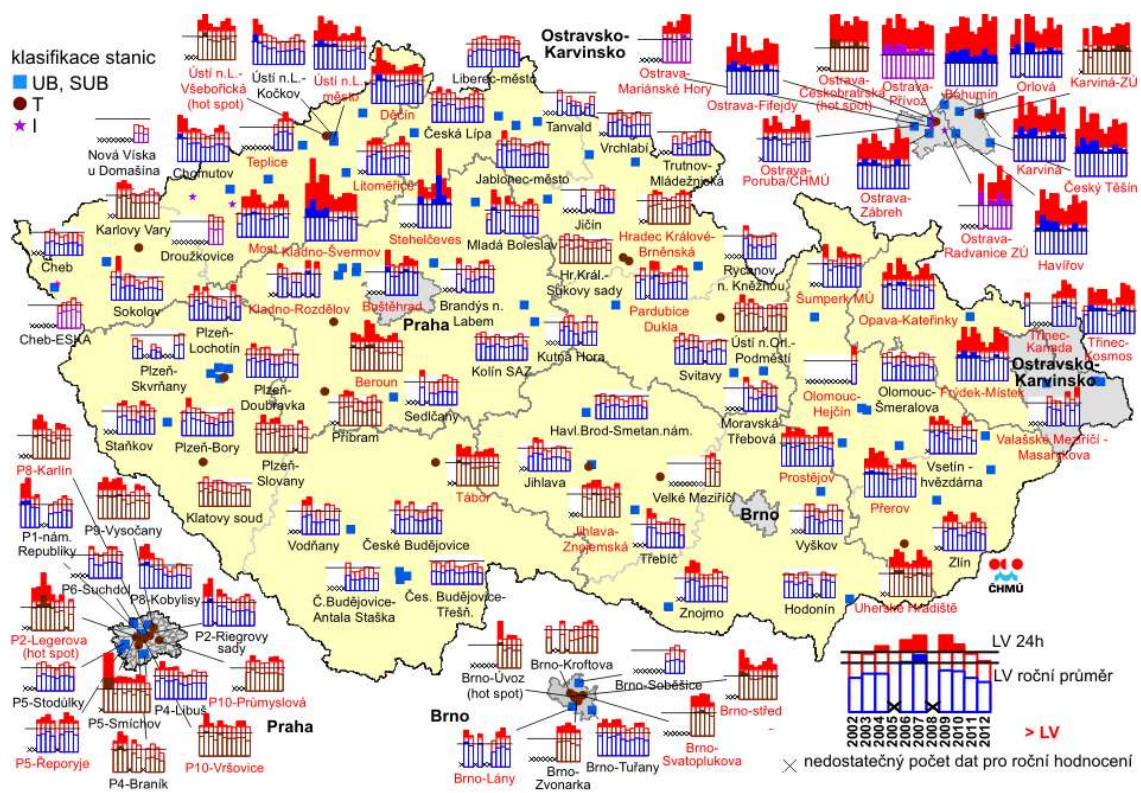 klasifikace stanic
UB, SUB
T
I
Ústí n.L.-
Všebořická
(hot spot)
Ústí n.L.-
Kočkov
Ústí n.L.-
město
Děčín
Liberec-město
Česká Lípa
Tanvald
Vrchlabí
Trutnov-
Mládežnická
Jablonec-město
Ostravsko-
Karvinsko
Ostrava-
Mariánské Hory
Ostrava-Fifejdy
Ostrava-
Českobratrská
(hot spot)
Ostrava-
Přívoz
Bohumín
Orlová
Karviná-ZÚ
Ostrava-
Poruba/ČHMÚ
Ostrava-
Zábreh
Karviná
Český Těšín
Ostrava-
Radvanice ZÚ
Havířov
Nová Víska
u Domašína
Chomutov
Teplice
Litoměřice
Karlovy Vary
Droužkovice
Most
Kladno-Švermov
Stehelčeves
Mladá Boleslav
Jičín
Hradec Králové-
Brněnská
Cheb
Sokolov
Kladno-Rozdělov
Buštěhrad
Brandýs n.
Labem
Hr.Král.-
Sukovy sady
Rýchory
n. Kněžnou
Šumperk MÚ
Opava-Kateřinky
Třinec-
Kanada
Třinec-
Kosmos
Cheb-ESKA
Plzeň-
Lochotín
Praha
Pardubice
Dukla
Ústí n.Orl.-
Podměstí
Plzeň-
Skvrňany
Plzeň-
Doubravka
Beroun
Kolín SAZ
Kutná Hora
Svitavy
Olomouc-
Hejčín
Olomouc-
Šmeralova
Frýdek-Místek
Ostravsko-
Karvinsko
Staňkov
Plzeň-Bory
Plzeň-
Slovany
Příbram
Sedlčany
Havl.Brod-Smetan.nám.
Moravská
Třebová
Valašské Meziříčí -
Masarykova
P8-Karlín
P9-Vysočany
Klatovy soud
Tábor
Jihlava
Velké Meziříčí
Prostějov
Přerov
Vsetín -
hvězdárna
P1-nám.
Republiky
P6-Suchdol
P8-Kobylisy
Vodňany
České Budějovice
Jihlava-
Znojemská
Třebíč
Brno
Vyškov
Zlín
ČHMÚ
P2-Legerova
(hot spot)
P2-Riegrovy
sady
Č.Budějovice-
Antala Staška
Čes. Budějovice-
Třešň.
Znojmo
Hodonín
Uherské Hradiště
P5-Stodůlky
P5-Smíchov
P4-Libuš
P10-Průmyslová
Praha
P5-Řeporyje
P4-Braník
P10-Vršovice
Brno-Úvoz
(hot spot)
Brno-Kroftova
Brno-Soběšice
Brno
Brno-střed
Brno-Lány
Brno-
Zvonarka
Brno-Tuřany
Brno-
Svatoplukova
LV 24h
LV roční průměr
2002 2003 2004 2005 2006 2007 2008 2009 2010 2011 2012
> LV
nedostatečný počet dat pro roční hodnocení